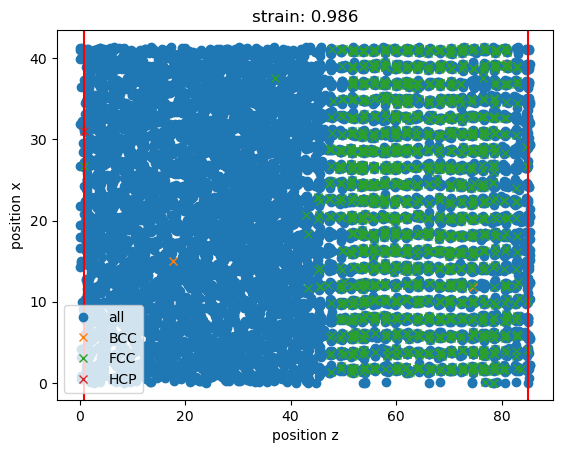 strain: 0.986
position x
40
30
20
10
0
all
BCC
FCC
HCP
0 20 40 60 80
position z